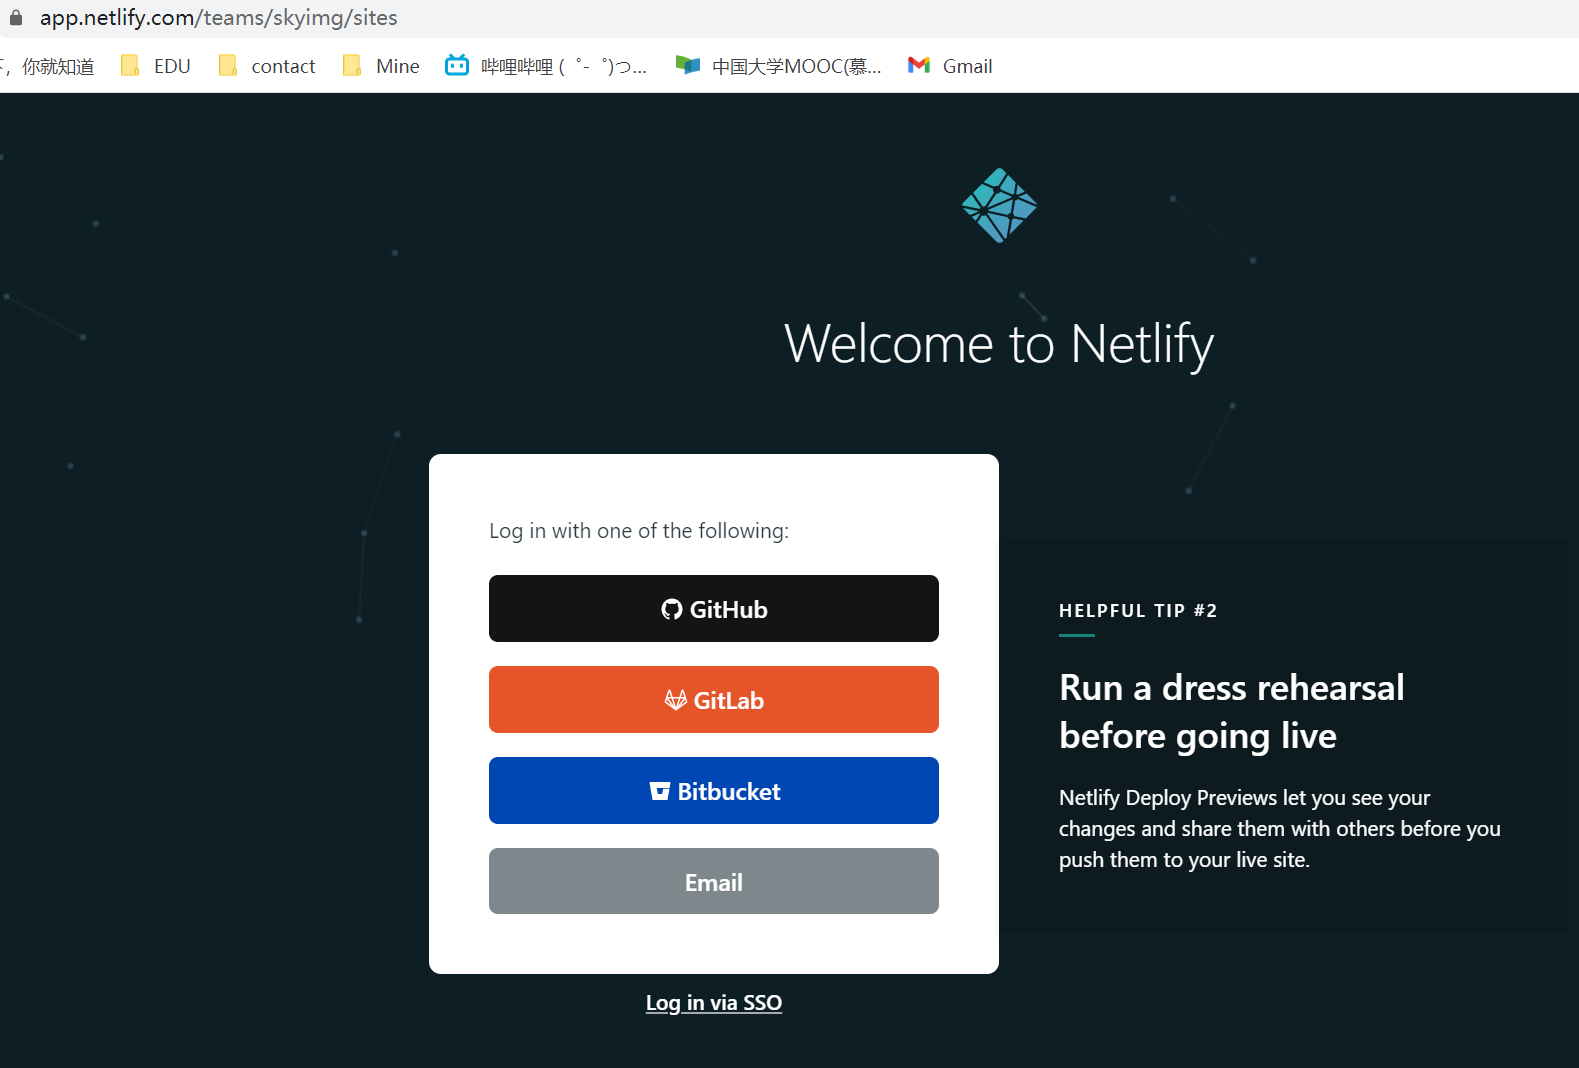 app.netlify.com/teams/skyimg/sites
，你就知道 EDU contact Mine 哔哩哔哩 ( ゜- ゜)つ... 中国大学MOOC(慕... Gmail
Welcome to Netlify
Log in with one of the following:
GitHub
GitLab
Bitbucket
Email
Log in via SSO
HELPFUL TIP #2
Run a dress rehearsal
before going live
Netlify Deploy Previews let you see your
changes and share them with others before you
push them to your live site.